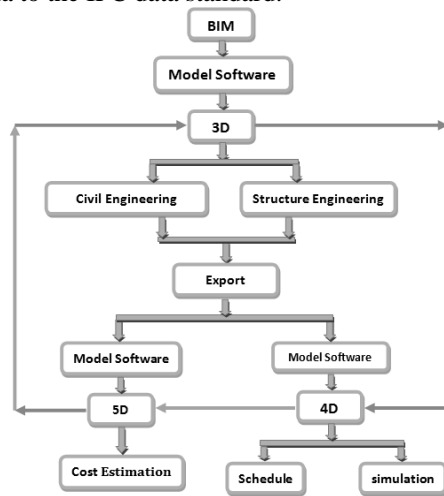 BIM
Model Software
3D
Civil Engineering
Structure Engineering
Export
Model Software
Model Software
5D
4D
Cost Estimation
Schedule
simulation